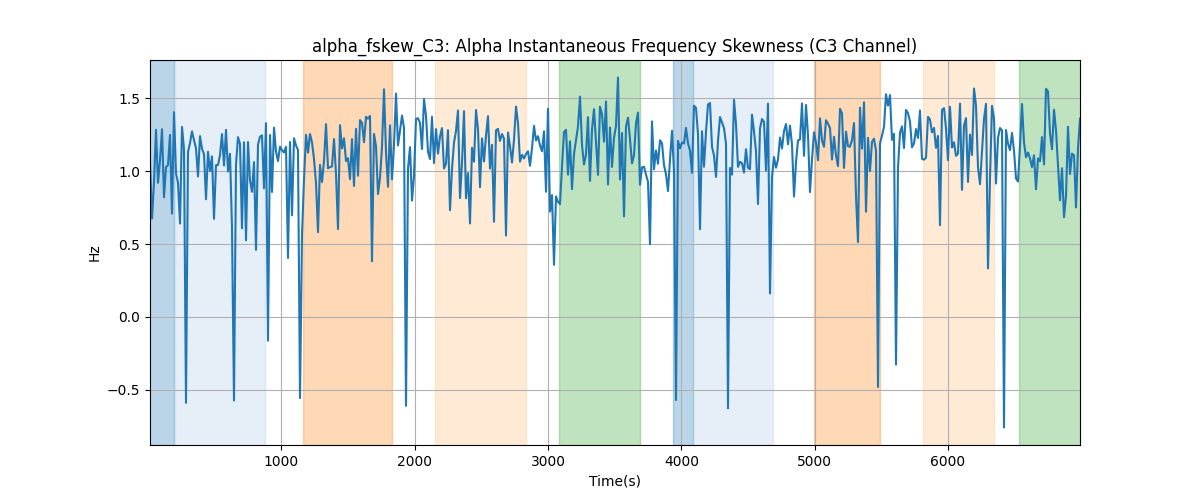 alpha_fskew_C3: Alpha Instantaneous Frequency Skewness (C3 Channel)
1.5
1.0
0.5
0.0
−0.5
Hz
1000 2000 3000 4000 5000 6000
Time(s)